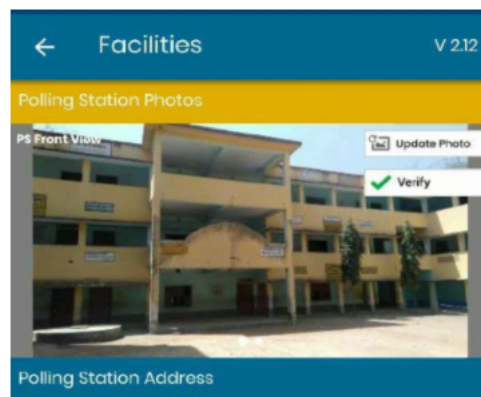 Facilities
V 2.12
Polling Station Photos
PS Front View
Update Photo
Verify
Polling Station Address